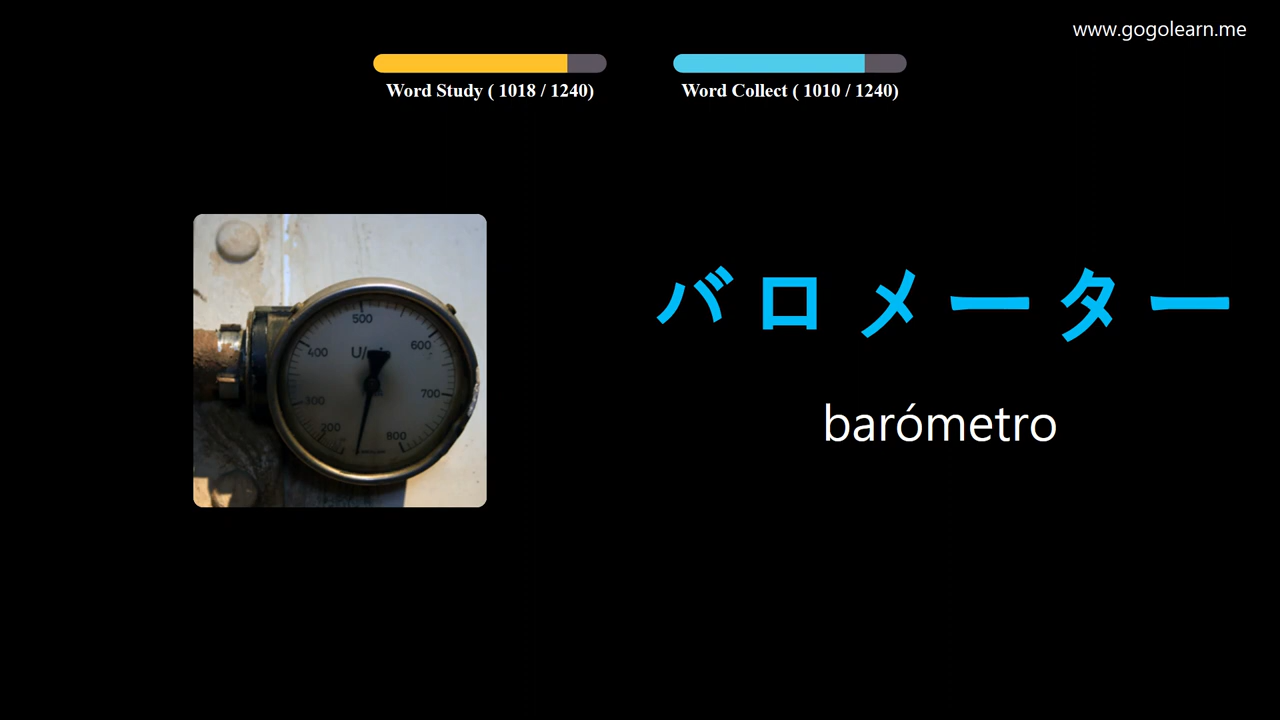 www.gogolearn.me
Word Study ( 1018 / 1240)
Word Collect ( 1010 / 1240)
バロメーター
barómetro
500
400
600
300
700
200
800